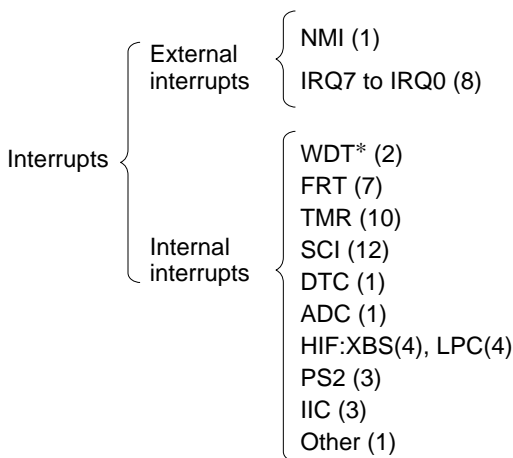 Interrupts
External
interrupts
NMI (1)
IRQ7 to IRQ0 (8)
Internal
interrupts
WDT* (2)
FRT (7)
TMR (10)
SCI (12)
DTC (1)
ADC (1)
HIF:XBS(4), LPC(4)
PS2 (3)
IIC (3)
Other (1)